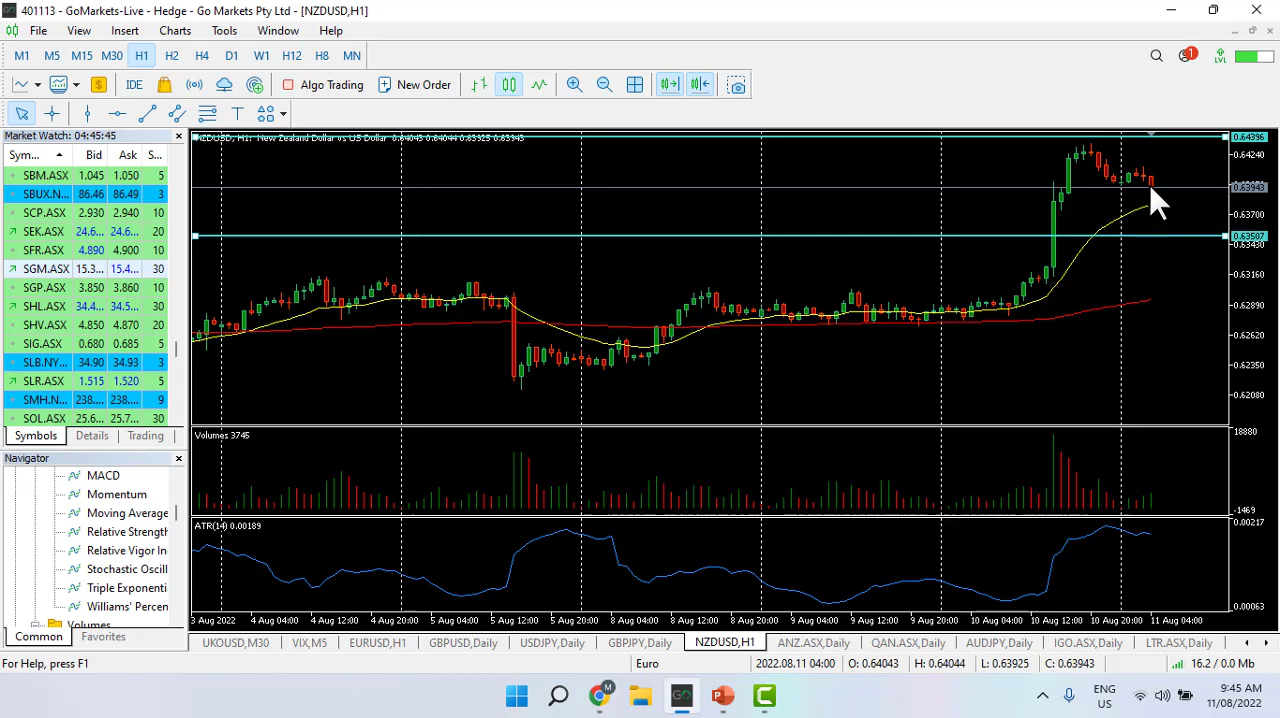 401113 - GoMarkets-Live - Hedge - Go Markets Pty Ltd - [NZDUSD,H1]
File View Insert Charts Tools Window Help
M1 M5 M15 M30 H1 H2 H4 D1 W1 H12 H8 MN
1 LVL
$ IDE Algo Trading New Order
T
Market Watch: 04:45:45
Sym... Bid Ask S...
SBM.ASX 1.045 1.050 5
SBUX.N... 86.46 86.49 3
SCP.ASX 2.930 2.940 10
SEK.ASX 24.6... 24.6... 20
SFR.ASX 4.890 4.900 10
SGM.ASX 15.3... 15.4... 30
SGP.ASX 3.850 3.860 10
SHL.ASX 34.4... 34.5... 30
SHV.ASX 4.850 4.870 20
SIG.ASX 0.680 0.685 5
SLB.NY... 34.90 34.93 3
SLR.ASX 1.515 1.520 5
SMH.N... 238.... 238.... 9
SOL.ASX 25.6... 25.7... 30
Symbols Details Trading
Navigator
MACD
Momentum
Moving Average
Relative Strength
Relative Vigor In
Stochastic Oscill
Triple Exponenti
Williams' Percen
Volumes
Common Favorites
NZDUSD, H1: New Zealand Dollar vs US Dollar 0.64043 0.64044 0.63925 0.63943
0.64396
0.64240
0.63943
0.63700
0.63507
0.63430
0.63160
0.62890
0.62620
0.62350
0.62080
Volumes 3745
18880
-1469
ATR(14) 0.00189
0.00217
0.00063
3 Aug 2022 4 Aug 04:00 4 Aug 12:00 4 Aug 20:00 5 Aug 04:00 5 Aug 12:00 5 Aug 20:00 8 Aug 04:00 8 Aug 12:00 8 Aug 20:00 9 Aug 04:00 9 Aug 12:00 9 Aug 20:00 10 Aug 04:00 10 Aug 12:00 10 Aug 20:00 11 Aug 04:00
UKOUSD,M30 VIX,M5 EURUSD,H1 GBPUSD,Daily USDJPY,Daily GBPJPY,Daily NZDUSD,H1 ANZ.ASX,Daily QAN.ASX,Daily AUDJPY,Daily IGO.ASX,Daily LTR.ASX,Daily
For Help, press F1 Euro 2022.08.11 04:00 O: 0.64043 H: 0.64044 L: 0.63925 C: 0.63943 16.2 / 0.0 Mb
M GO P C
ENG
US
9:45 AM
11/08/2022